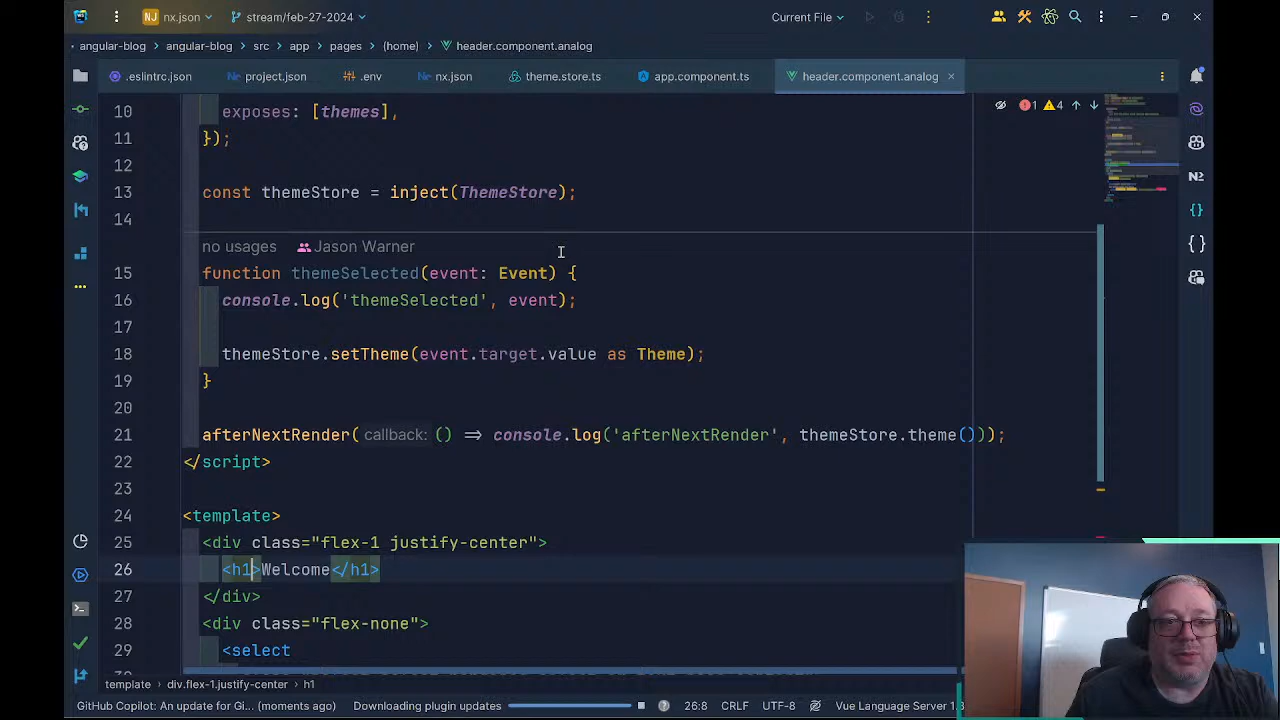 NJ nx.json stream/feb-27-2024 Current File
angular-blog angular-blog src app pages (home) header.component.analog
.eslintrc.json project.json .env nx.json theme.store.ts app.component.ts header.component.analog
10 exposes: [themes],
1 4
11 });
12
13 const themeStore = inject(ThemeStore);
14
no usages Jason Warner
15 function themeSelected(event: Event) {
16 console.log('themeSelected', event);
17
18 themeStore.setTheme(event.target.value as Theme);
19 }
20
21 afterNextRender( callback: () => console.log('afterNextRender', themeStore.theme()));
22 </script>
23
24 <template>
25 <div class="flex-1 justify-center">
26 <h1>Welcome</h1>
27 </div>
28 <div class="flex-none">
29 <select
template div.flex-1.justify-center h1
GitHub Copilot: An update for Gi... (moments ago) Downloading plugin updates 26:8 CRLF UTF-8 Vue Language Server